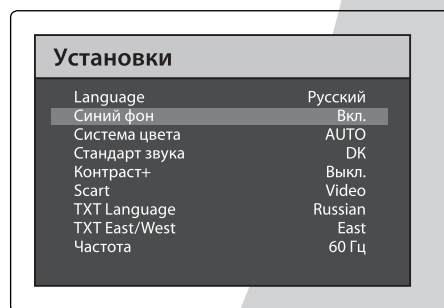 Установки
Language Русский
Синий фон Вкл.
Система цвета AUTO
Стандарт звука DK
Контраст+ Выкл.
Scart Video
TXT Language Russian
TXT East/West East
Частота 60 Гц